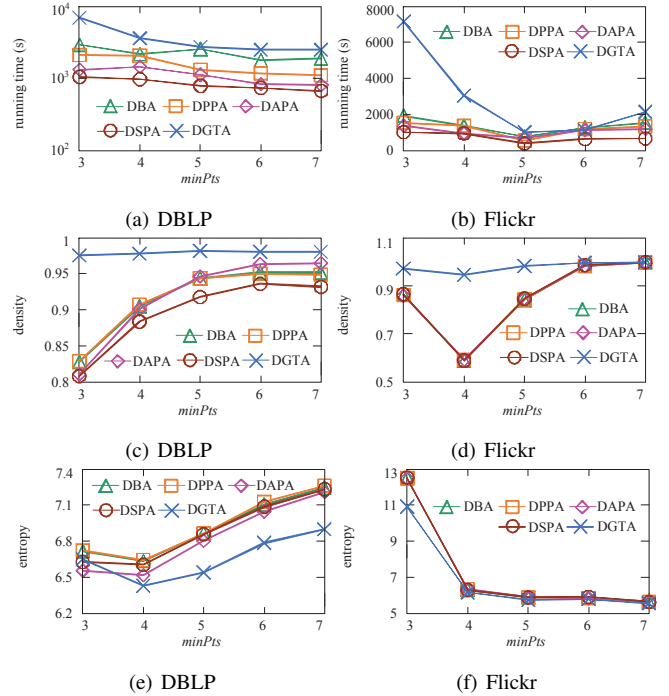 running time (s)
10^4
10^3
10^2
DBA DPPA DAPA
DSPA DGTA
3 4 5 6 7
minPts
(a) DBLP
running time (s)
8000
6000
4000
2000
0
DBA DPPA DAPA
DSPA DGTA
3 4 5 6 7
minPts
(b) Flickr
density
1
0.95
0.9
0.85
0.8
DBA DPPA
DAPA DSPA DGTA
3 4 5 6 7
minPts
(c) DBLP
density
1.1
0.9
0.7
0.5
DBA
DPPA DAPA
DSPA DGTA
3 4 5 6 7
minPts
(d) Flickr
entropy
7.4
7.1
6.8
6.5
6.2
DBA DPPA DAPA
DSPA DGTA
3 4 5 6 7
minPts
(e) DBLP
entropy
13
11
9
7
6
5
DBA DPPA DAPA
DSPA DGTA
3 4 5 6 7
minPts
(f) Flickr